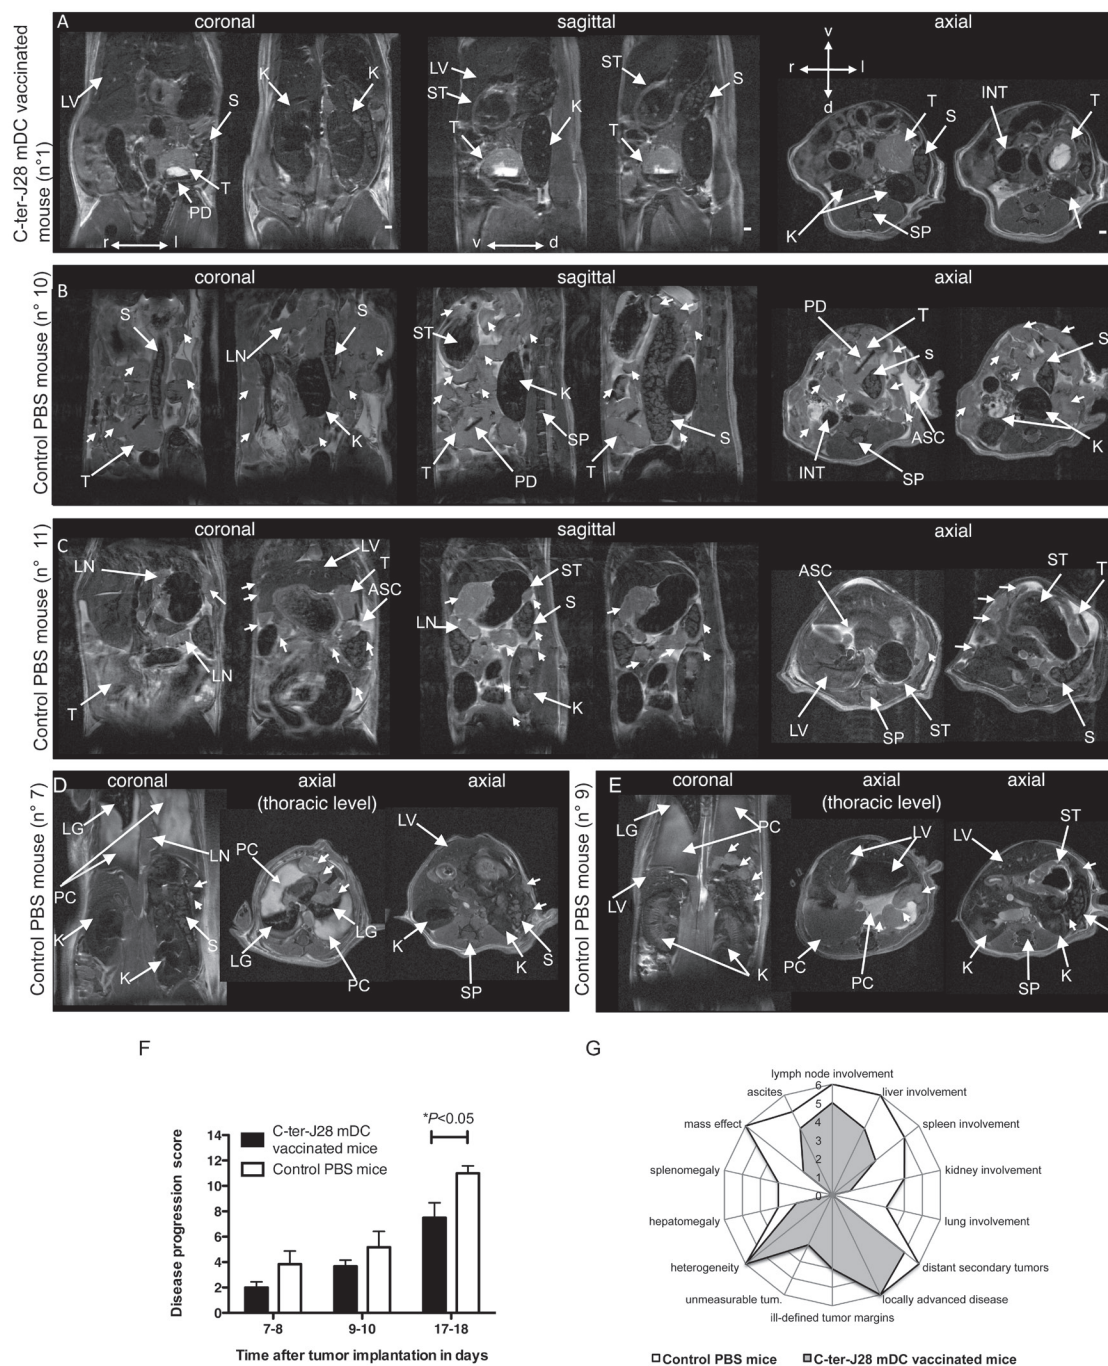 A
coronal
sagittal
axial
C-ter-J28 mDC vaccinated
mouse (n°1)
LV
K
K
S
T
PD
r l
LV
ST
T
K
ST
S
T
v d
v
r l
d
T
S
INT
T
K
SP
B
coronal
sagittal
axial
Control PBS mouse (n° 10)
S
LN
S
K
T
ST
K
SP
T
PD
T
S
PD
T
s
ASC
INT
SP
S
K
C
coronal
sagittal
axial
Control PBS mouse (n° 11)
LN
LN
T
LV
T
ASC
LN
ST
S
K
ASC
LV
SP
ST
ST
T
S
D
coronal
axial
(thoracic level)
axial
Control PBS mouse (n° 7)
LG
PC
LN
K
S
K
PC
LG
LG
PC
LV
K
SP
K
S
E
coronal
axial
(thoracic level)
axial
Control PBS mouse (n° 9)
LG
PC
LV
K
LV
PC
PC
LV
ST
K
SP
K
S
F
*P<0.05
C-ter-J28 mDC
vaccinated mice
Control PBS mice
Disease progression score
14
12
10
8
6
4
2
0
7-8
9-10
17-18
Time after tumor implantation in days
G
lymph node involvement
liver involvement
spleen involvement
kidney involvement
lung involvement
distant secondary tumors
locally advanced disease
ill-defined tumor margins
unmeasurable tum.
heterogeneity
hepatomegaly
splenomegaly
mass effect
ascites
6
5
4
3
2
1
0
Control PBS mice
C-ter-J28 mDC vaccinated mice